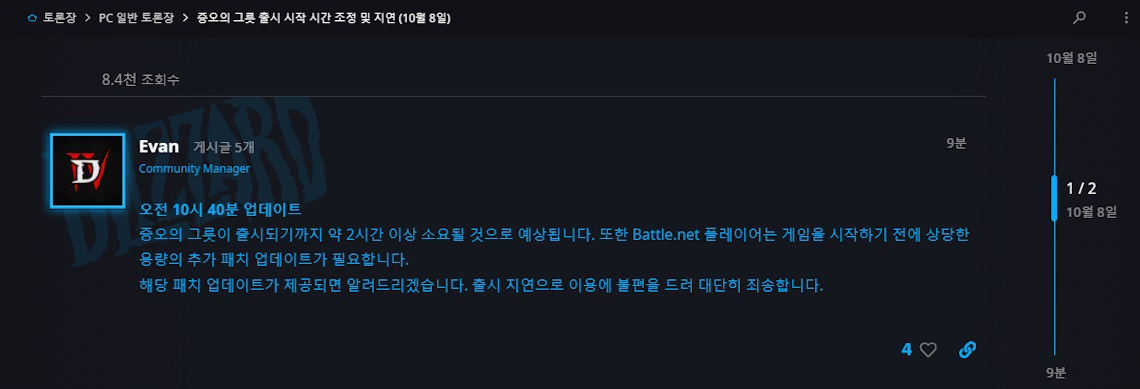 토론장 > PC 일반 토론장 > 증오의 그릇 출시 시작 시간 조정 및 지연 (10월 8일)
10월 8일
8.4천 조회수
BLIZZARD
Evan 게시글 5개 9분
Community Manager
1 / 2
10월 8일
오전 10시 40분 업데이트
증오의 그릇이 출시되기까지 약 2시간 이상 소요될 것으로 예상됩니다. 또한 Battle.net 플레이어는 게임을 시작하기 전에 상당한
용량의 추가 패치 업데이트가 필요합니다.
해당 패치 업데이트가 제공되면 알려드리겠습니다. 출시 지연으로 이용에 불편을 드려 대단히 죄송합니다.
4
9분